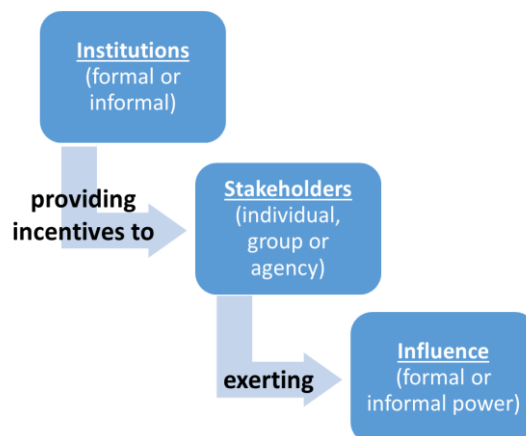 Institutions
(formal or
informal)
providing
incentives to
Stakeholders
(individual,
group or
agency)
exerting
Influence
(formal or
informal power)